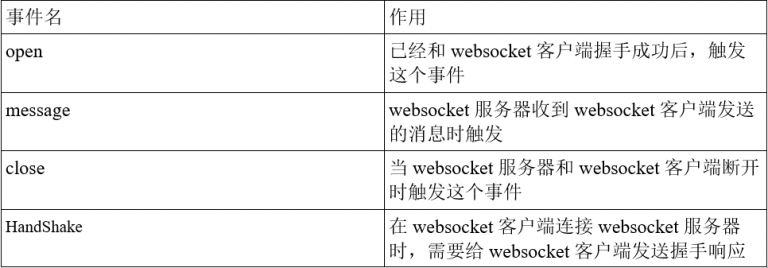 事件名 作用
open 已经和 websocket 客户端握手成功后，触发
这个事件
message websocket 服务器收到 websocket 客户端发送
的消息时触发
close 当 websocket 服务器和 websocket 客户端断开
时触发这个事件
HandShake 在 websocket 客户端连接 websocket 服务器
时，需要给 websocket 客户端发送握手响应